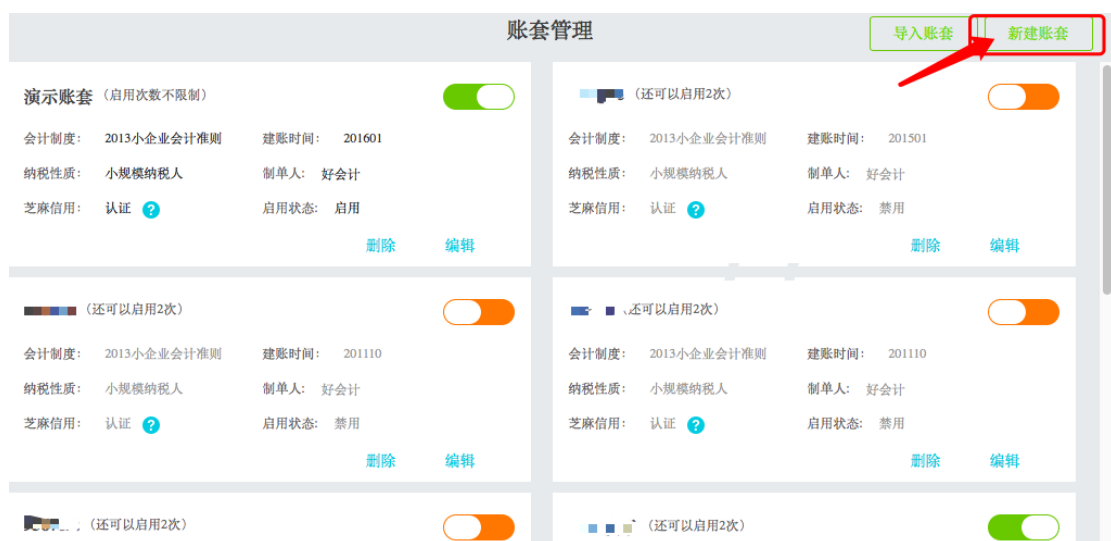 账套管理
导入账套
新建账套
演示账套（启用次数不限制）
会计制度： 2013小企业会计准则 建账时间： 201601
纳税性质： 小规模纳税人 制单人: 好会计
芝麻信用： 认证 ? 启用状态: 启用
删除 编辑
（还可以启用2次）
会计制度： 2013小企业会计准则 建账时间： 201501
纳税性质： 小规模纳税人 制单人: 好会计
芝麻信用： 认证 ? 启用状态: 禁用
删除 编辑
（还可以启用2次）
会计制度： 2013小企业会计准则 建账时间： 201110
纳税性质： 小规模纳税人 制单人: 好会计
芝麻信用： 认证 ? 启用状态: 禁用
删除 编辑
还可以启用2次）
会计制度： 2013小企业会计准则 建账时间： 201110
纳税性质： 小规模纳税人 制单人: 好会计
芝麻信用： 认证 ? 启用状态: 禁用
删除 编辑
（还可以启用2次）
（还可以启用2次）